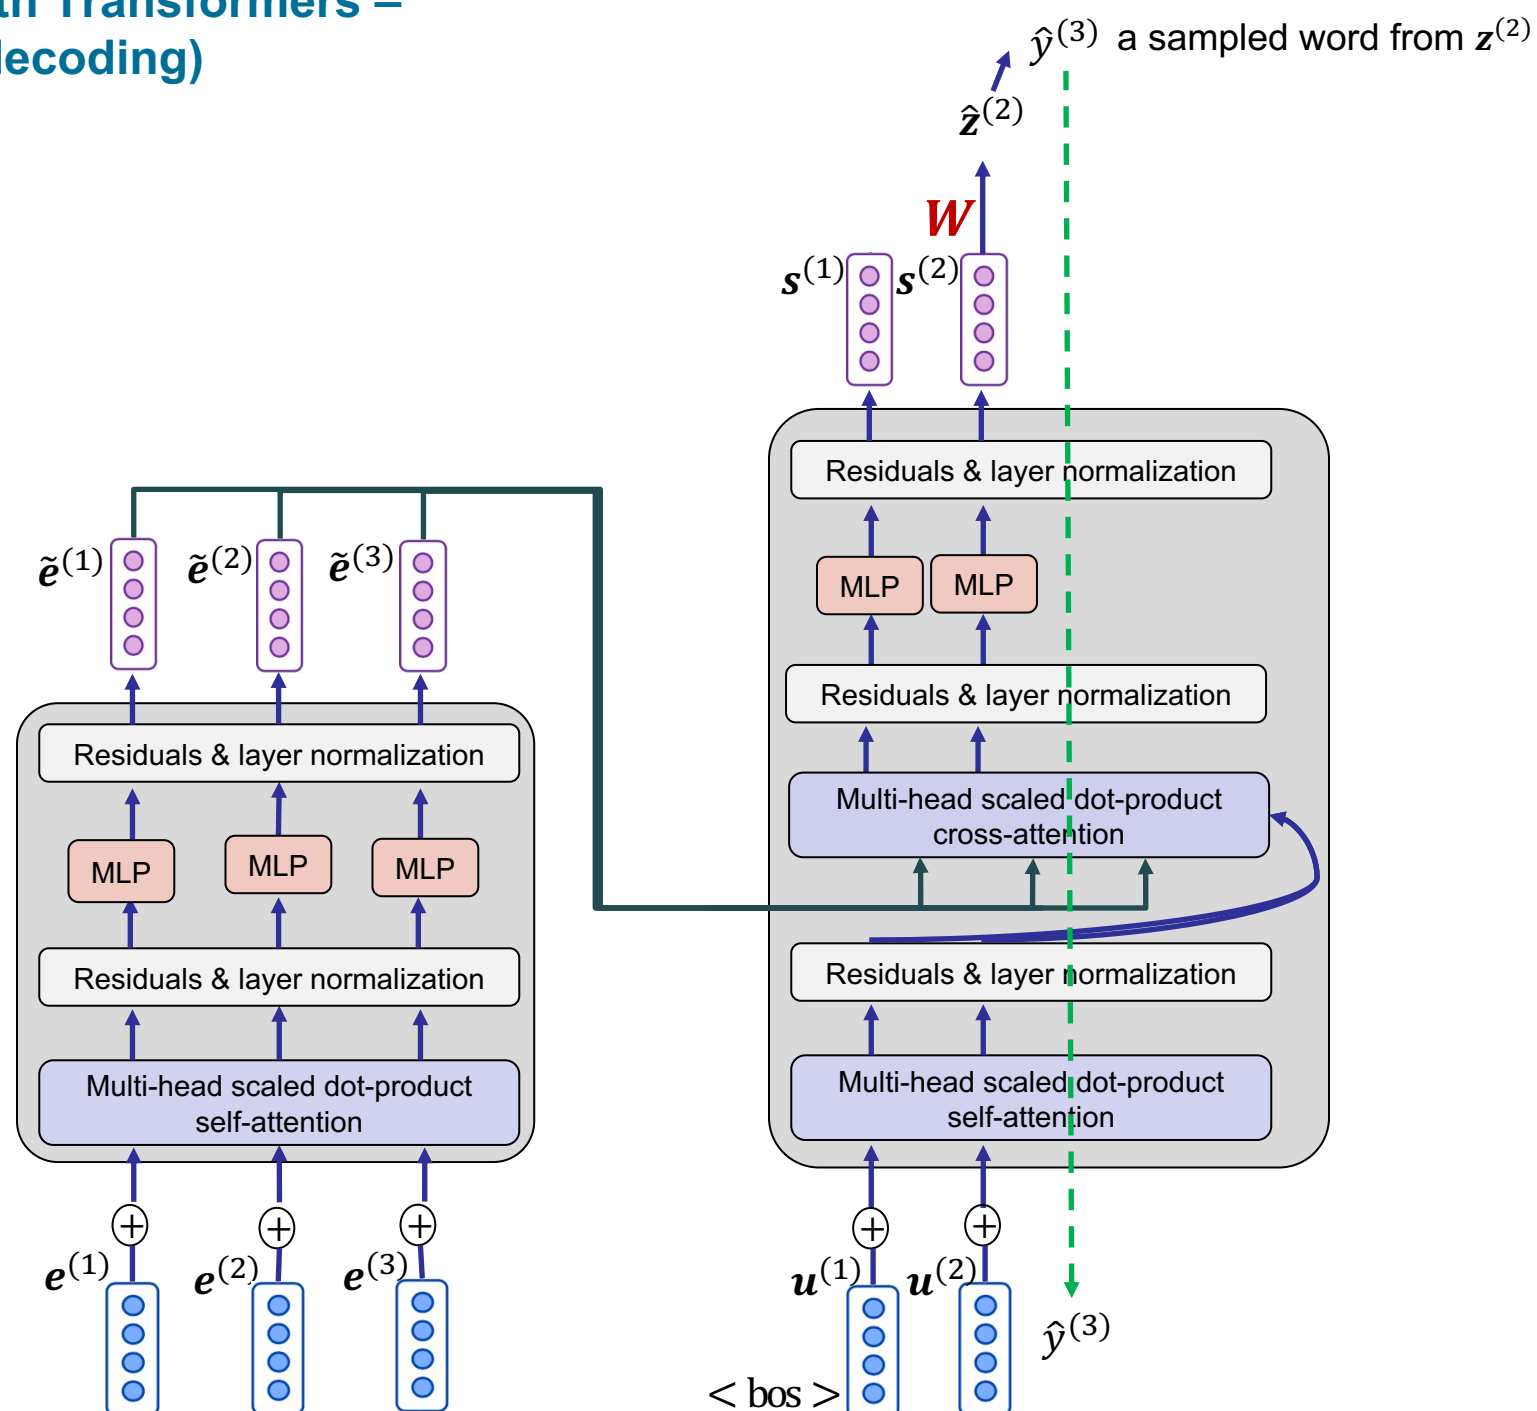 th Transformers –
decoding)
ŷ⁽³⁾ a sampled word from 𝒛⁽²⁾
ẑ⁽²⁾
W
s⁽¹⁾ s⁽²⁾
Residuals & layer normalization
MLP MLP
Residuals & layer normalization
Multi-head scaled dot-product
cross-attention
Residuals & layer normalization
Multi-head scaled dot-product
self-attention
u⁽¹⁾ u⁽²⁾
ŷ⁽³⁾
< bos >
ẽ⁽¹⁾ ẽ⁽²⁾ ẽ⁽³⁾
Residuals & layer normalization
MLP MLP MLP
Residuals & layer normalization
Multi-head scaled dot-product
self-attention
+ + +
e⁽¹⁾ e⁽²⁾ e⁽³⁾
+ +